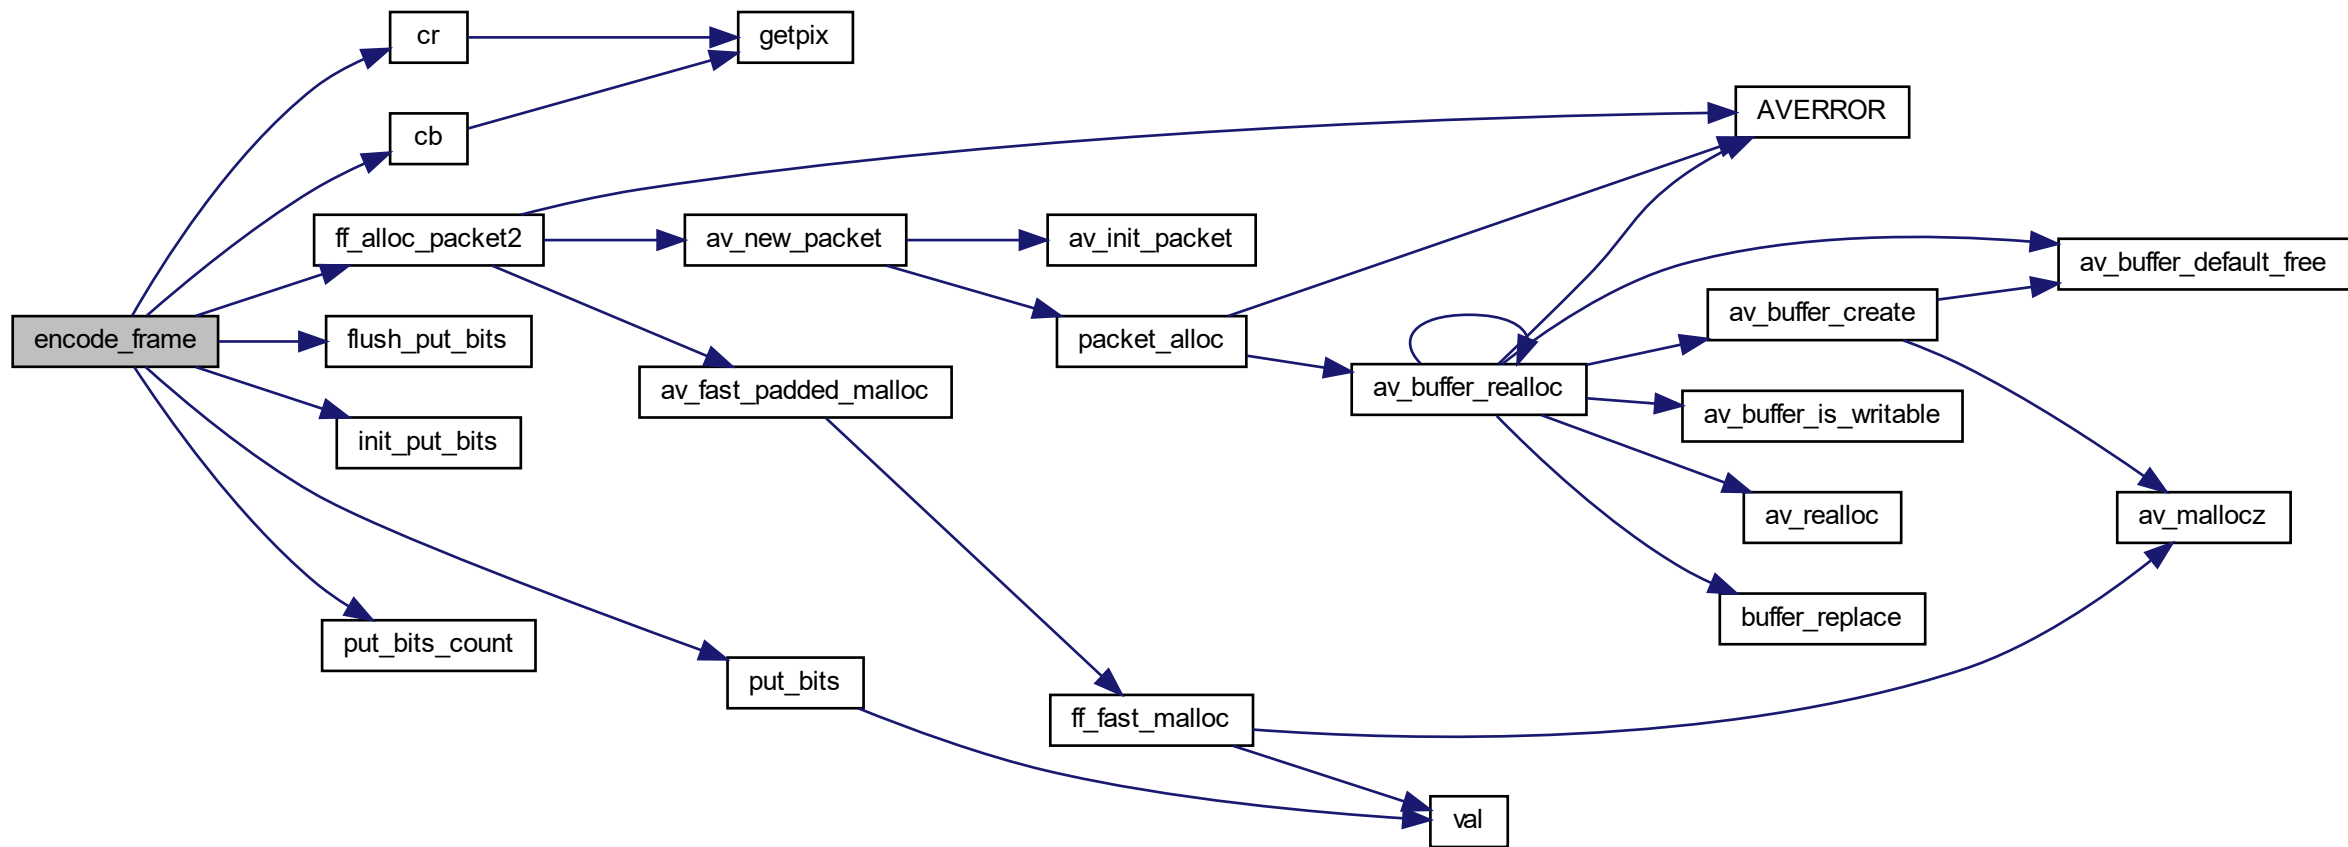 cr
getpix
AVERROR
cb
ff_alloc_packet2
av_new_packet
av_init_packet
av_buffer_default_free
av_buffer_create
encode_frame
flush_put_bits
packet_alloc
av_fast_padded_malloc
av_buffer_realloc
av_buffer_is_writable
init_put_bits
av_realloc
av_mallocz
buffer_replace
put_bits_count
put_bits
ff_fast_malloc
val